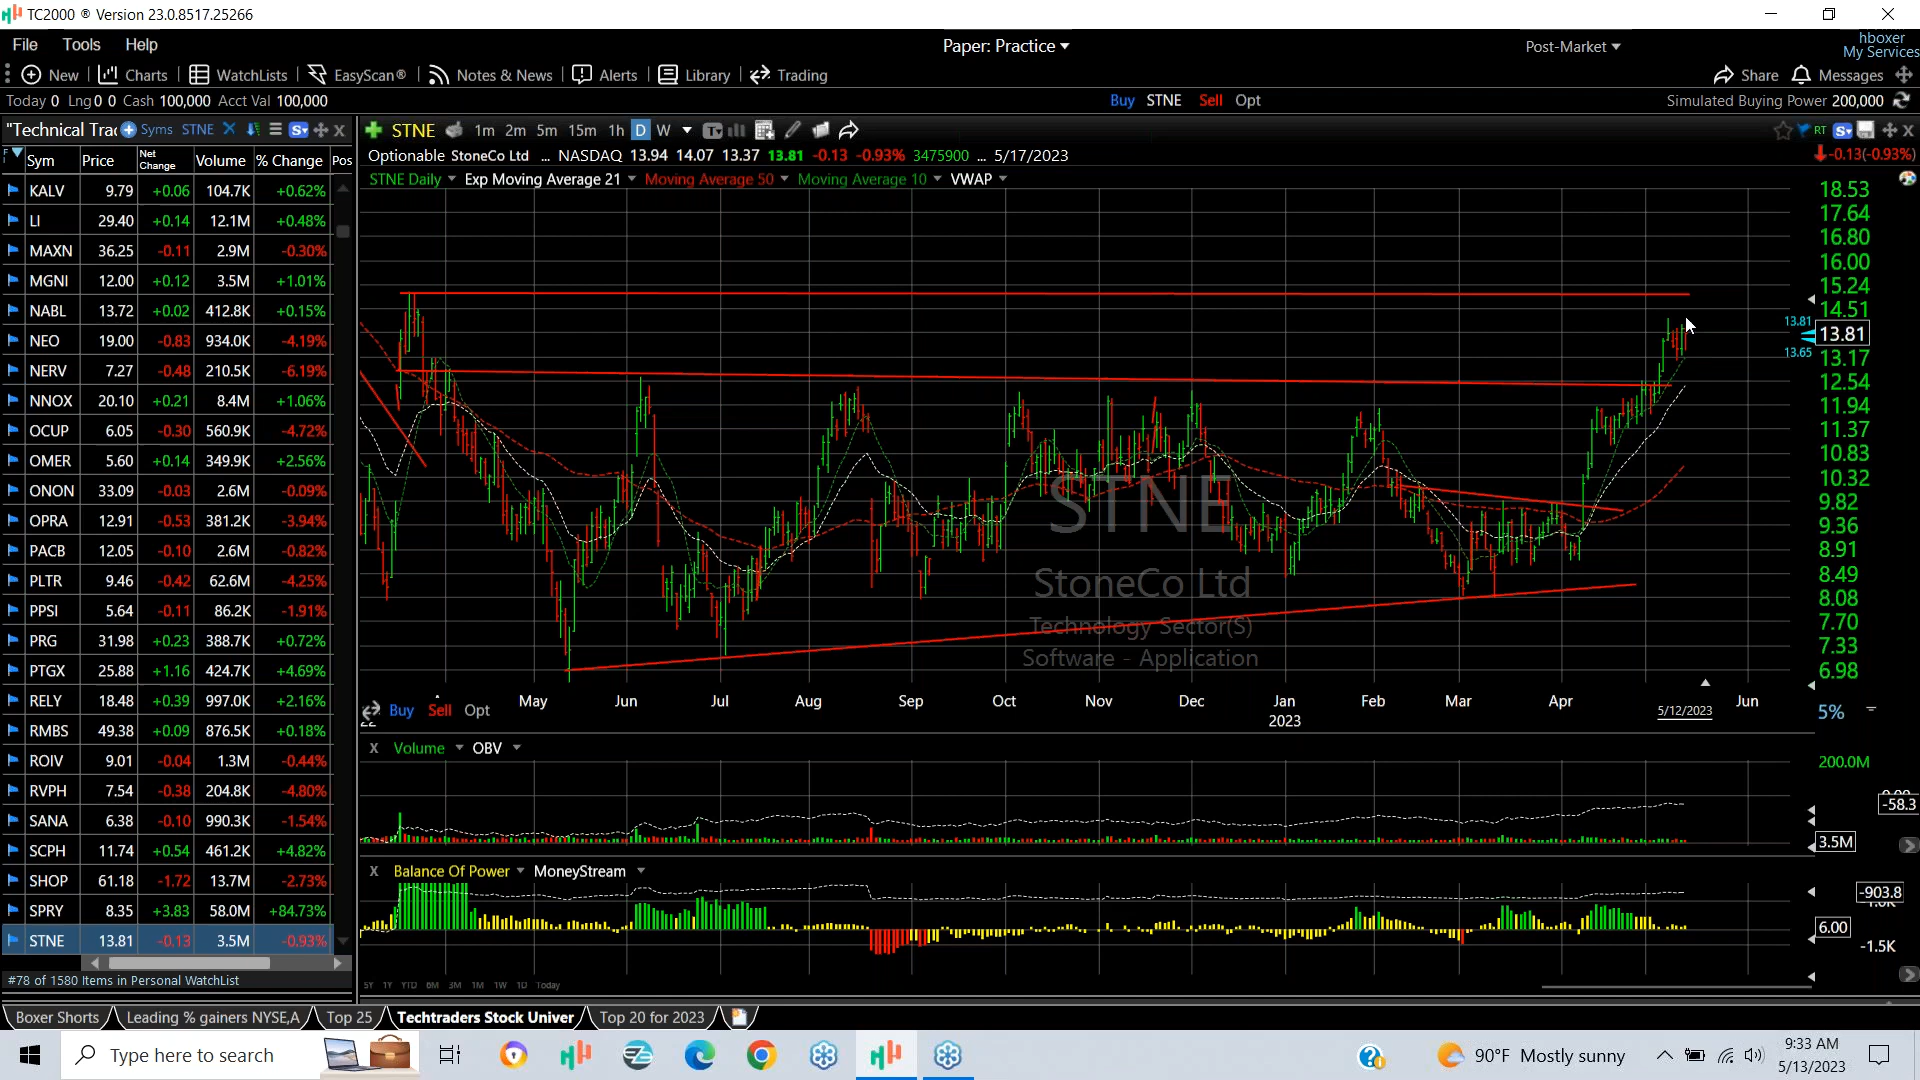 TC2000 ® Version 23.0.8517.25266
File Tools Help
Paper: Practice
Post-Market
hboxer
My Services
New Charts WatchLists EasyScan® Notes & News Alerts Library Trading
Share Messages
Today 0 Lng 0 0 Cash 100,000 Acct Val 100,000
Buy STNE Sell Opt
Simulated Buying Power 200,000
"Technical Trac Syms STNE
STNE 1m 2m 5m 15m 1h D W
RT
Optionable StoneCo Ltd ... NASDAQ 13.94 14.07 13.37 13.81 -0.13 -0.93% 3475900 ... 5/17/2023
-0.13(-0.93%)
STNE Daily Exp Moving Average 21 Moving Average 50 Moving Average 10 VWAP
Sym Price Net Change Volume % Change Pos
KALV 9.79 +0.06 104.7K +0.62%
LI 29.40 +0.14 12.1M +0.48%
MAXN 36.25 -0.11 2.9M -0.30%
MGNI 12.00 +0.12 3.5M +1.01%
NABL 13.72 +0.02 412.8K +0.15%
NEO 19.00 -0.83 934.0K -4.19%
NERV 7.27 -0.48 210.5K -6.19%
NNOX 20.10 +0.21 8.4M +1.06%
OCUP 6.05 -0.30 560.9K -4.72%
OMER 5.60 +0.14 349.9K +2.56%
ONON 33.09 -0.03 2.6M -0.09%
OPRA 12.91 -0.53 381.2K -3.94%
PACB 12.05 -0.10 2.6M -0.82%
PLTR 9.46 -0.42 62.6M -4.25%
PPSI 5.64 -0.11 86.2K -1.91%
PRG 31.98 +0.23 388.7K +0.72%
PTGX 25.88 +1.16 424.7K +4.69%
RELY 18.48 +0.39 997.0K +2.16%
RMBS 49.38 +0.09 876.5K +0.18%
ROIV 9.01 -0.04 1.3M -0.44%
RVPH 7.54 -0.38 204.8K -4.80%
SANA 6.38 -0.10 990.3K -1.54%
SCPH 11.74 +0.54 461.2K +4.82%
SHOP 61.18 -1.72 13.7M -2.73%
SPRY 8.35 +3.83 58.0M +84.73%
STNE 13.81 -0.13 3.5M -0.93%
#78 of 1580 Items in Personal WatchList
18.53
17.64
16.80
16.00
15.24
14.51
13.81 13.81
13.65
13.17
12.54
11.94
11.37
10.83
10.32
9.82
9.36
8.91
8.49
8.08
7.70
7.33
6.98
STNE
StoneCo Ltd
Technology Sector(S)
Software - Application
May Jun Jul Aug Sep Oct Nov Dec Jan Feb Mar Apr Jun
22 2023 5/12/2023
Buy Sell Opt
5%
X Volume OBV
200.0M
-58.3
3.5M
X Balance Of Power MoneyStream
-903.8
6.00
-1.5K
5Y 1Y YTD 6M 3M 1M 1W 1D Today
Boxer Shorts Leading % gainers NYSE,A Top 25 Techtraders Stock Univer Top 20 for 2023
Type here to search
90°F Mostly sunny
9:33 AM
5/13/2023